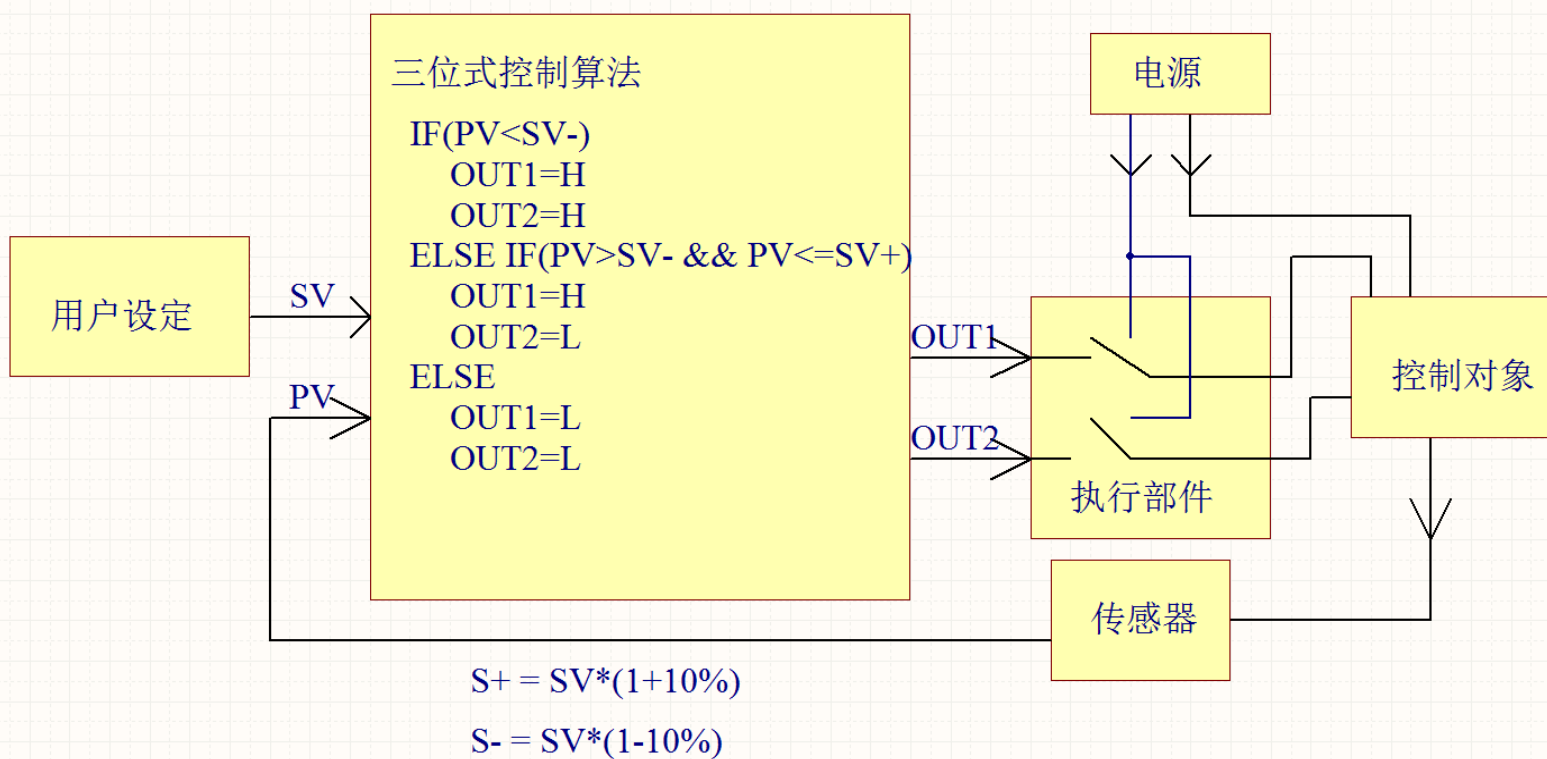 三位式控制算法
IF(PV<SV-)
OUT1=H
OUT2=H
ELSE IF(PV>SV- && PV<=SV+)
OUT1=H
OUT2=L
ELSE
OUT1=L
OUT2=L
用户设定
SV
PV
OUT1
OUT2
电源
执行部件
控制对象
传感器
S+ = SV*(1+10%)
S- = SV*(1-10%)